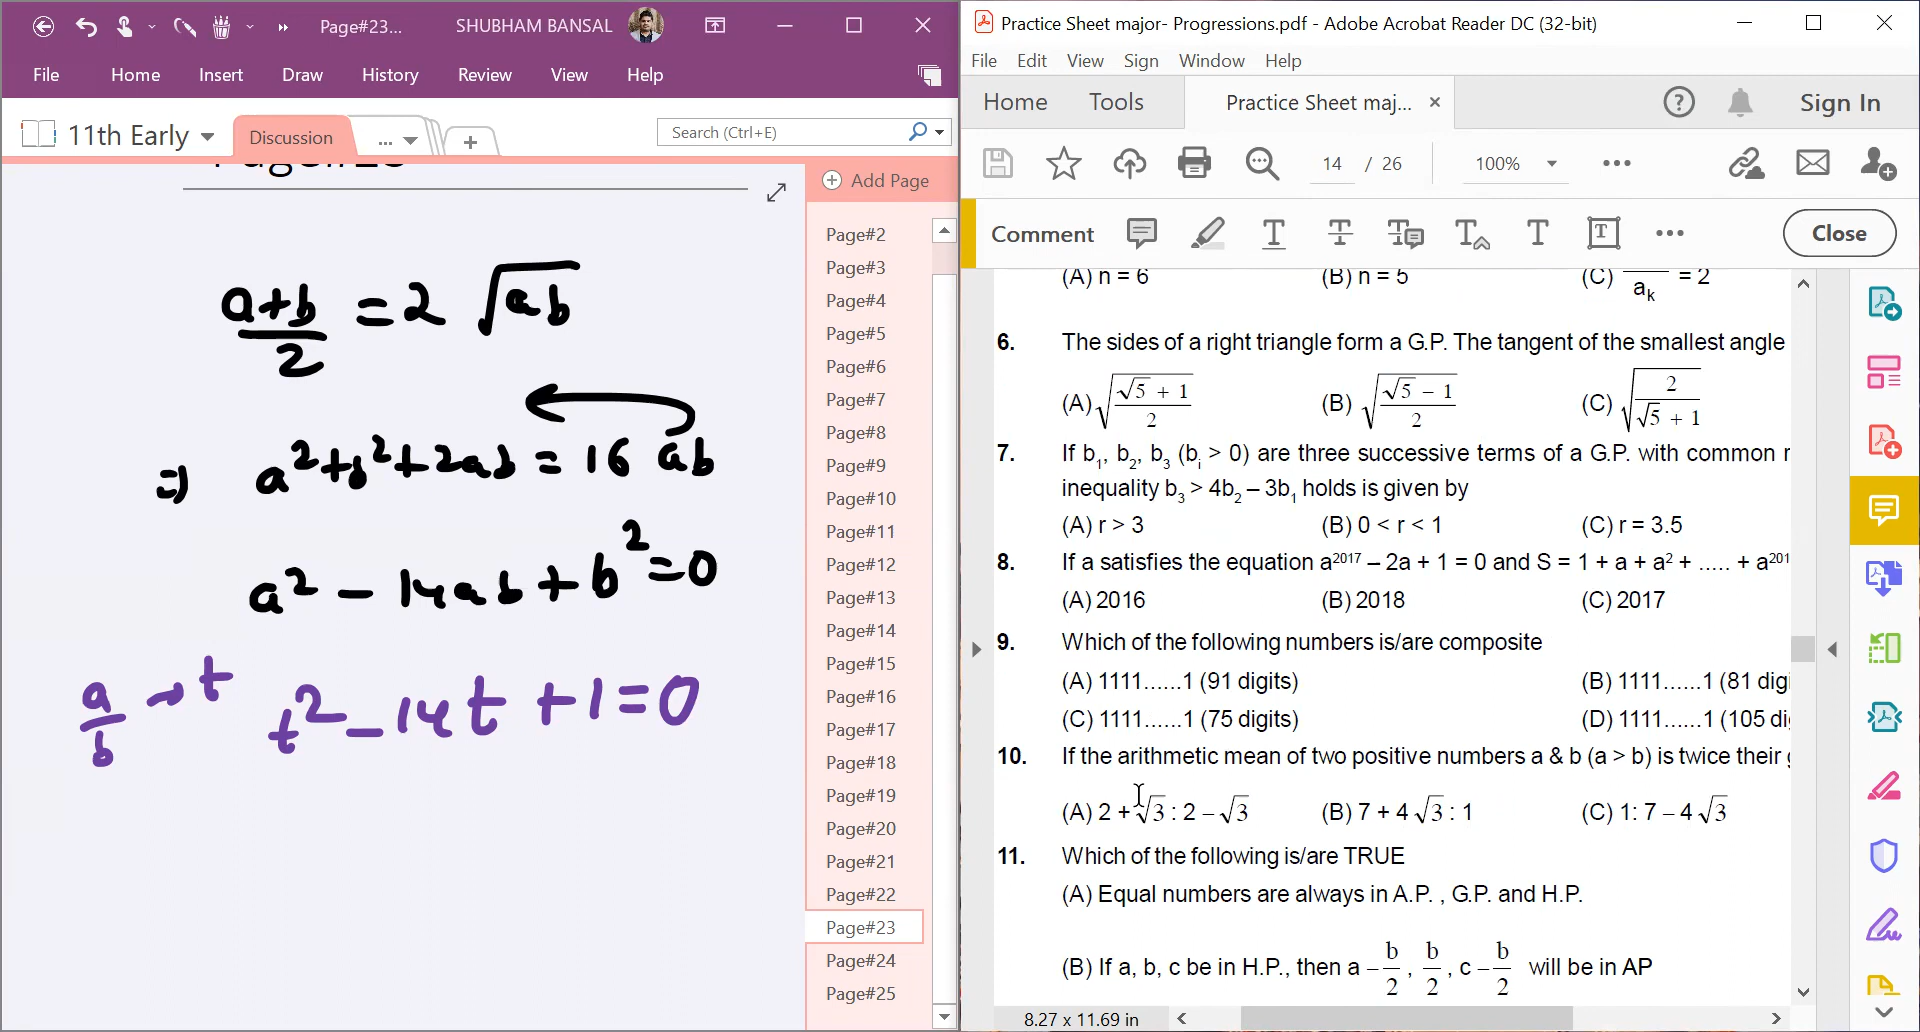 Page#23...
SHUBHAM BANSAL
File Home Insert Draw History Review View Help
11th Early
Discussion
...
Search (Ctrl+E)
Add Page
a+b/2 = 2 √ab
⇒ a²+b²+2ab = 16 ab
a² – 14ab + b² = 0
a/b → t t² – 14t + 1 = 0
Page#2
Page#3
Page#4
Page#5
Page#6
Page#7
Page#8
Page#9
Page#10
Page#11
Page#12
Page#13
Page#14
Page#15
Page#16
Page#17
Page#18
Page#19
Page#20
Page#21
Page#22
Page#23
Page#24
Page#25
Practice Sheet major- Progressions.pdf - Adobe Acrobat Reader DC (32-bit)
File Edit View Sign Window Help
Home Tools Practice Sheet maj... × Sign In
14 / 26 100%
Comment Close
(A) n = 6 (B) n = 5 (C) aₖ = 2
6. The sides of a right triangle form a G.P. The tangent of the smallest angle
(A) √((√5 + 1)/2) (B) √((√5 – 1)/2) (C) √(2/(√5 + 1))
7. If b₁, b₂, b₃ (bᵢ > 0) are three successive terms of a G.P. with common
inequality b₃ > 4b₂ – 3b₁ holds is given by
(A) r > 3 (B) 0 < r < 1 (C) r = 3.5
8. If a satisfies the equation a²⁰¹⁷ – 2a + 1 = 0 and S = 1 + a + a² + ..... + a²⁰¹
(A) 2016 (B) 2018 (C) 2017
9. Which of the following numbers is/are composite
(A) 1111......1 (91 digits) (B) 1111......1 (81 digi
(C) 1111......1 (75 digits) (D) 1111......1 (105 di
10. If the arithmetic mean of two positive numbers a & b (a > b) is twice their
(A) 2 + √3 : 2 – √3 (B) 7 + 4 √3 : 1 (C) 1: 7 – 4 √3
11. Which of the following is/are TRUE
(A) Equal numbers are always in A.P. , G.P. and H.P.
(B) If a, b, c be in H.P., then a – b/2 , b/2 , c – b/2 will be in AP
8.27 x 11.69 in